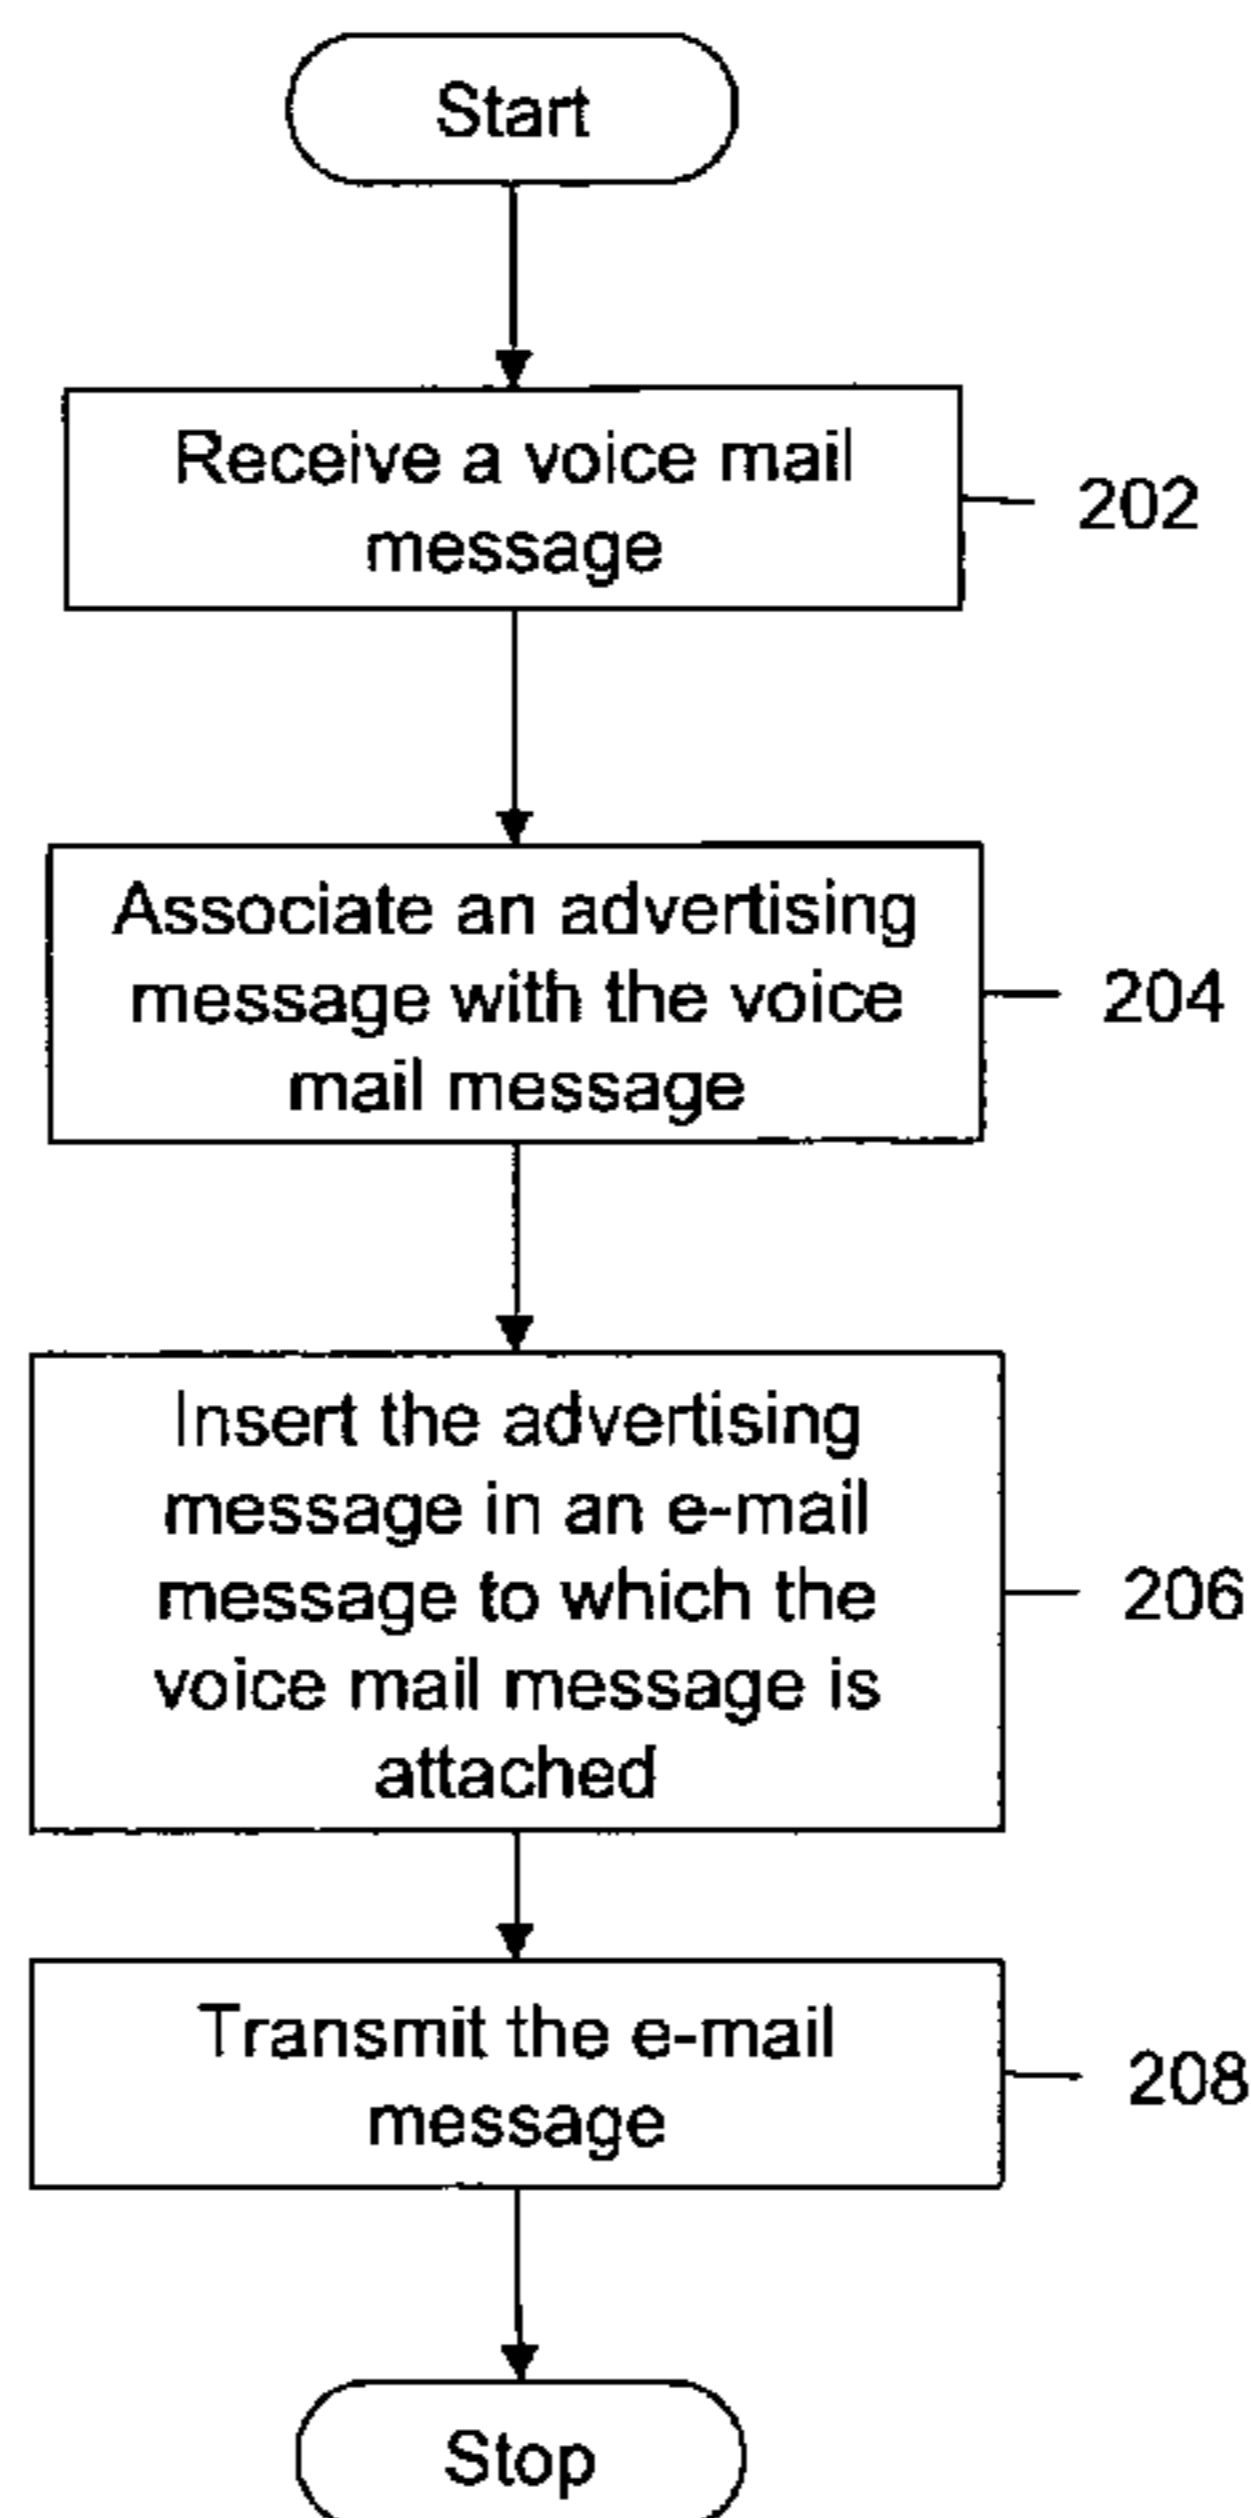 Start
Receive a voice mail
message
202
Associate an advertising
message with the voice
mail message
204
Insert the advertising
message in an e-mail
message to which the
voice mail message is
attached
206
Transmit the e-mail
message
208
Stop